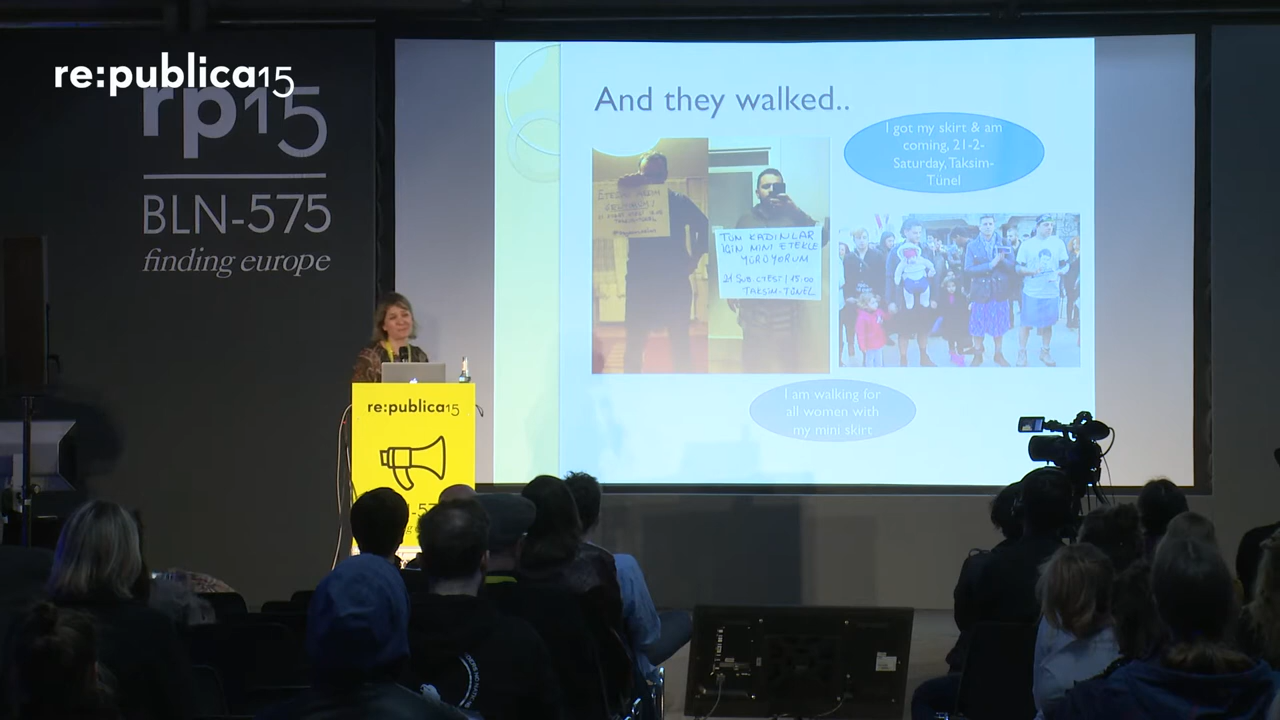 re:publica15
rp15
BLN-575
finding europe
And they walked..
I got my skirt & am
coming, 21-2-
Saturday, Taksim-
Tünel
TÜM KADINLAR
İÇİN MİNİ ETEKLE
YÜRÜYORUM
21 ŞUB. C.TESİ / 15:00
TAKSİM-TÜNEL
I am walking for
all women with
my mini skirt
re:publica15